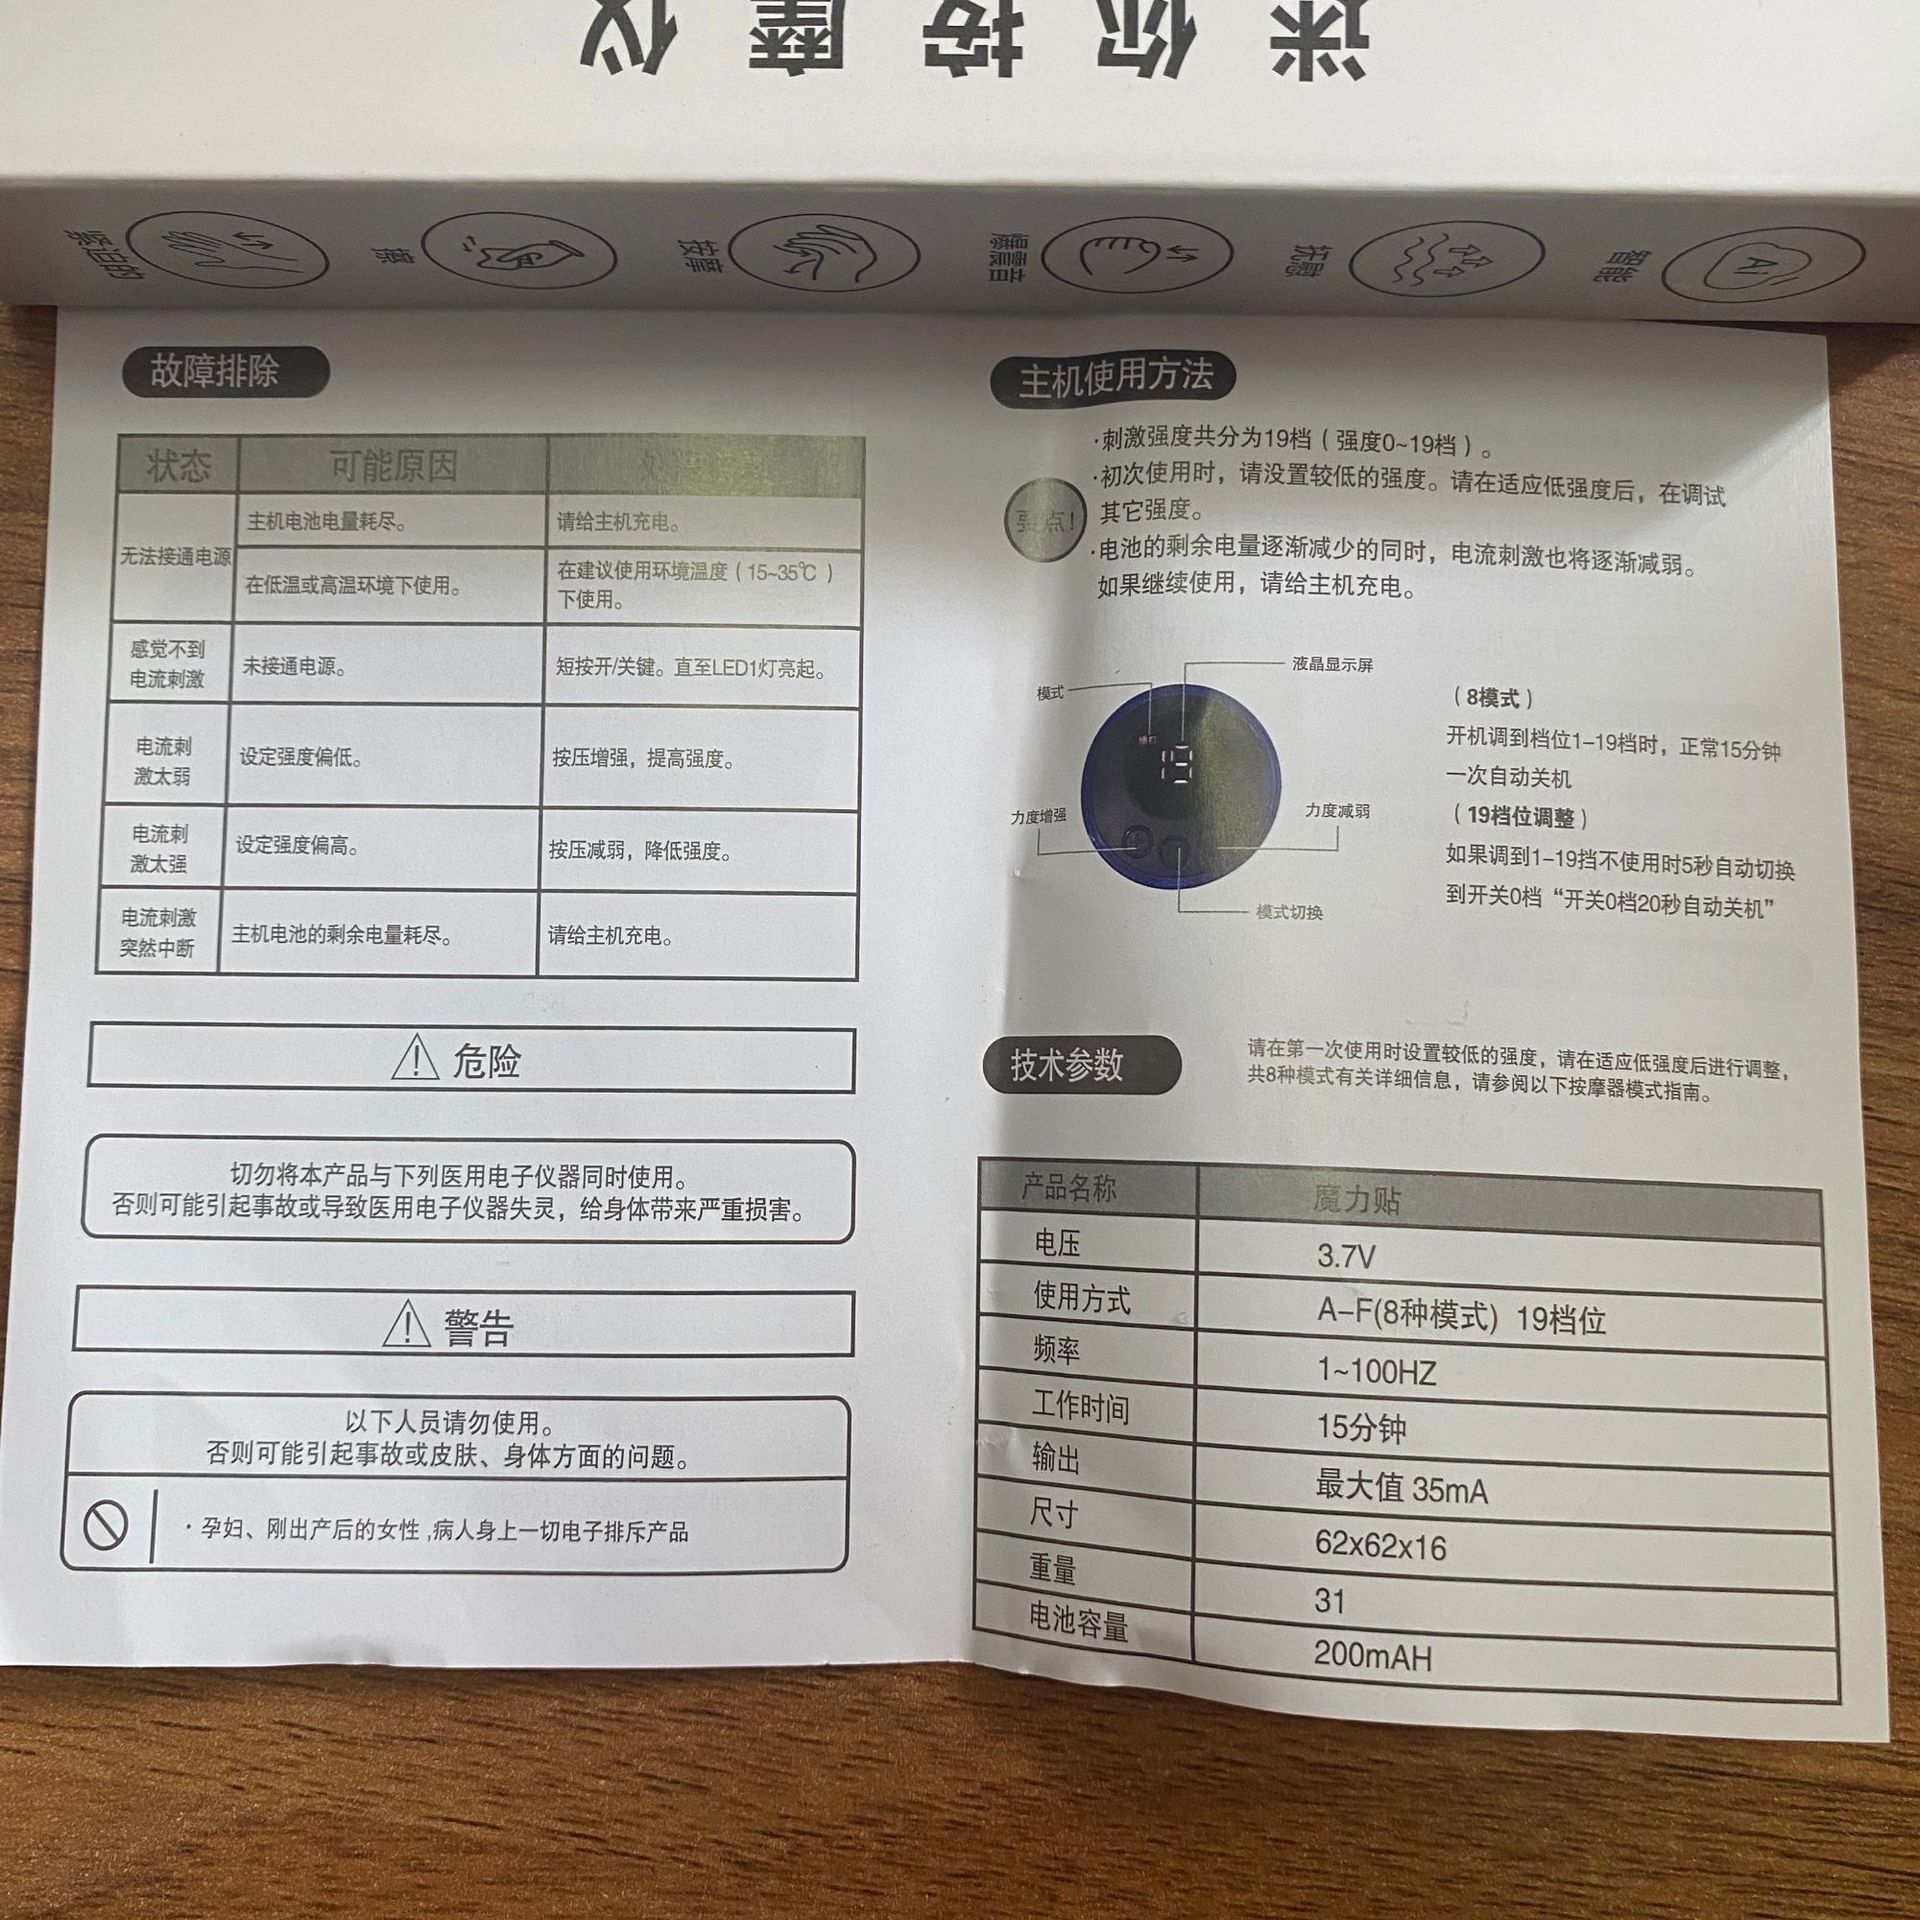 迷你按摩仪
智能
抚慰
爆震音
按摩
擦
紧迫的
故障排除
状态 可能原因
无法接通电源
主机电池电量耗尽。 请给主机充电。
在低温或高温环境下使用。 在建议使用环境温度（15~35℃）
下使用。
感觉不到
电流刺激
未接通电源。 短按开/关键。直至LED1灯亮起。
电流刺
激太弱
设定强度偏低。 按压增强，提高强度。
电流刺
激太强
设定强度偏高。 按压减弱，降低强度。
电流刺激
突然中断
主机电池的剩余电量耗尽。 请给主机充电。
危险
切勿将本产品与下列医用电子仪器同时使用。
否则可能引起事故或导致医用电子仪器失灵，给身体带来严重损害。
警告
以下人员请勿使用。
否则可能引起事故或皮肤、身体方面的问题。
·孕妇、刚出产后的女性,病人身上一切电子排斥产品
主机使用方法
要点!
·刺激强度共分为19档（强度0~19档）。
·初次使用时，请没置较低的强度。请在适应低强度后，在调试
其它强度。
·电池的剩余电量逐渐减少的同时，电流刺激也将逐渐减弱。
如果继续使用，请给主机充电。
液晶显示屏
模式
捶打
19
力度增强
力度减弱
模式切换
（8模式）
开机调到档位1-19档时，正常15分钟
一次自动关机
（19档位调整）
如果调到1-19挡不使用时5秒自动切换
到开关0档“开关0档20秒自动关机”
技术参数
请在第一次使用时设置较低的强度，请在适应低强度后进行调整，
共8种模式有关详细信息，请参阅以下按摩器模式指南。
产品名称 魔力贴
电压 3.7V
使用方式 A-F(8种模式) 19档位
频率 1~100HZ
工作时间 15分钟
输出 最大值 35mA
尺寸 62x62x16
重量 31
电池容量 200mAH